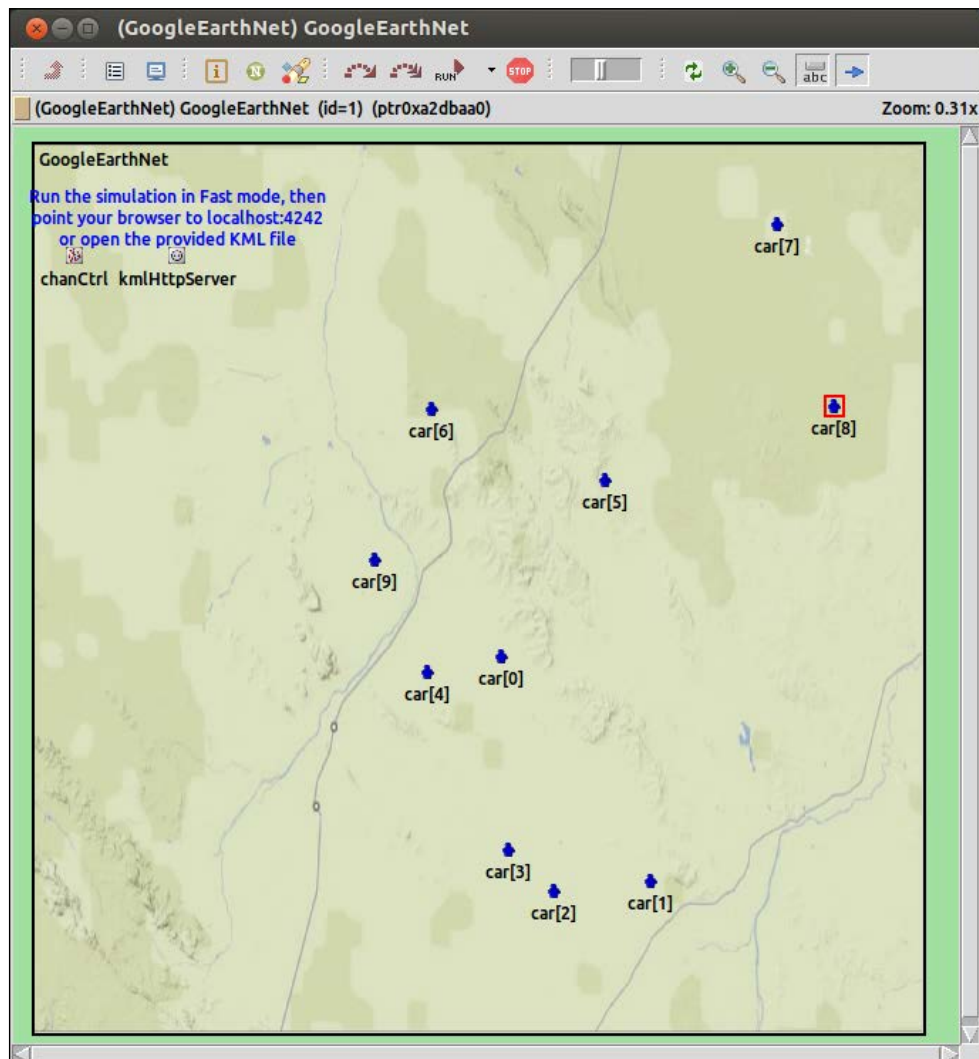 (GoogleEarthNet) GoogleEarthNet
RUN
STOP
abc
(GoogleEarthNet) GoogleEarthNet (id=1) (ptr0xa2dbaa0)
Zoom: 0.31x
GoogleEarthNet
Run the simulation in Fast mode, then
point your browser to localhost:4242
or open the provided KML file
chanCtrl kmlHttpServer
car[7]
car[6]
car[8]
car[5]
car[9]
car[0]
car[4]
car[3]
car[1]
car[2]